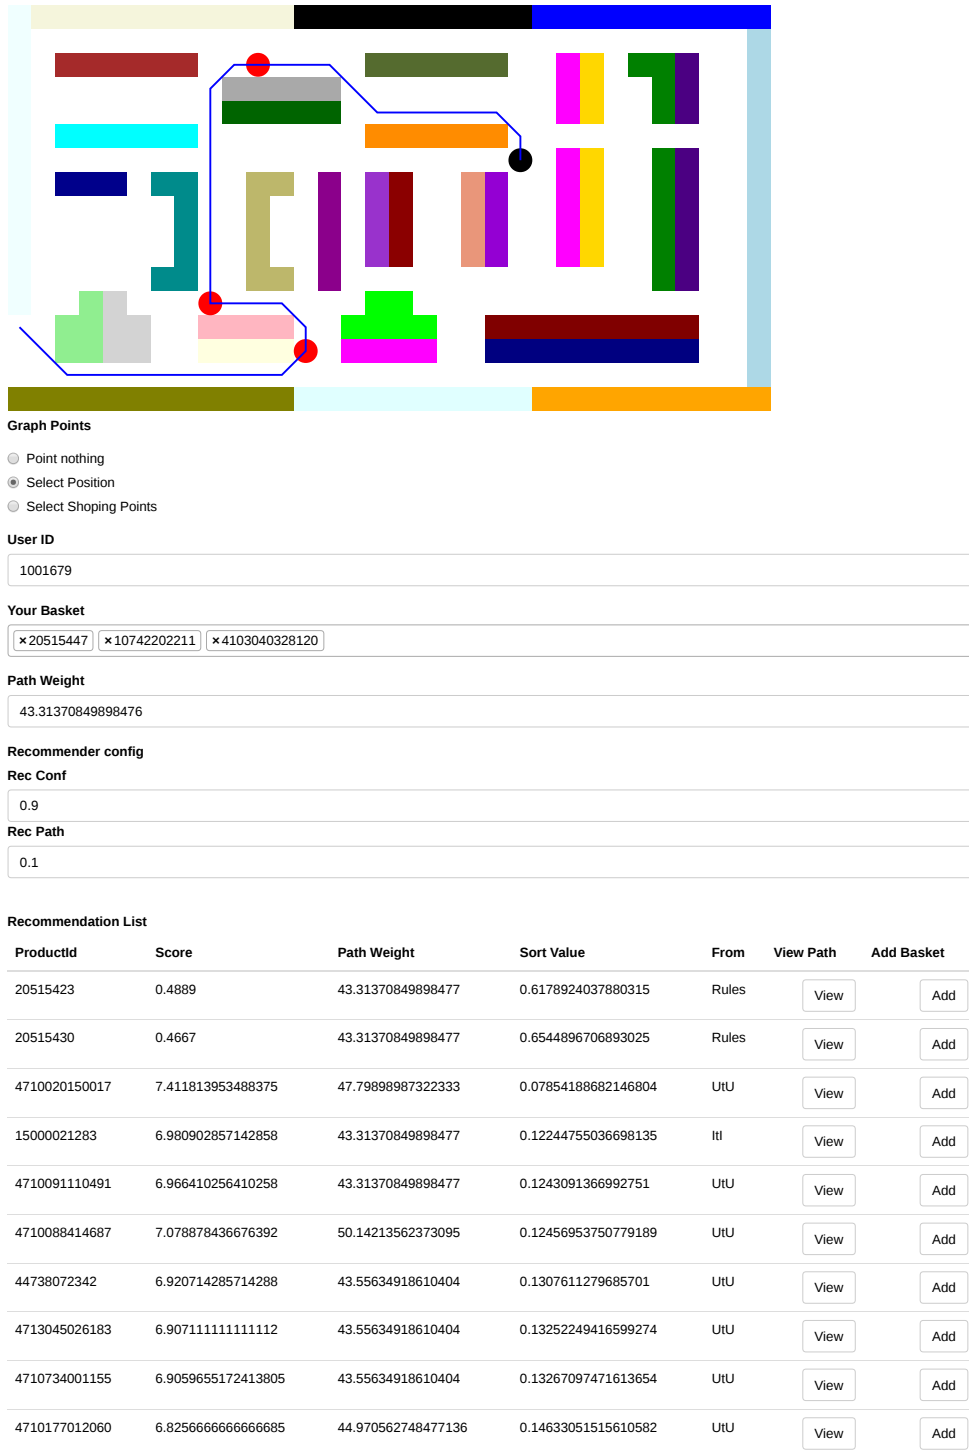 Graph Points
Point nothing
Select Position
Select Shoping Points
User ID
1001679
Your Basket
×20515447 ×10742202211 ×4103040328120
Path Weight
43.31370849898476
Recommender config
Rec Conf
0.9
Rec Path
0.1
Recommendation List
ProductId Score Path Weight Sort Value From View Path Add Basket
20515423 0.4889 43.31370849898477 0.6178924037880315 Rules View Add
20515430 0.4667 43.31370849898477 0.6544896706893025 Rules View Add
4710020150017 7.411813953488375 47.79898987322333 0.07854188682146804 UtU View Add
15000021283 6.980902857142858 43.31370849898477 0.12244755036698135 ItI View Add
4710091110491 6.966410256410258 43.31370849898477 0.1243091366992751 UtU View Add
4710088414687 7.078878436676392 50.14213562373095 0.12456953750779189 UtU View Add
44738072342 6.920714285714288 43.55634918610404 0.1307611279685701 UtU View Add
4713045026183 6.907111111111112 43.55634918610404 0.13252249416599274 UtU View Add
4710734001155 6.9059655172413805 43.55634918610404 0.13267097471613654 UtU View Add
4710177012060 6.8256666666666685 44.970562748477136 0.14633051515610582 UtU View Add